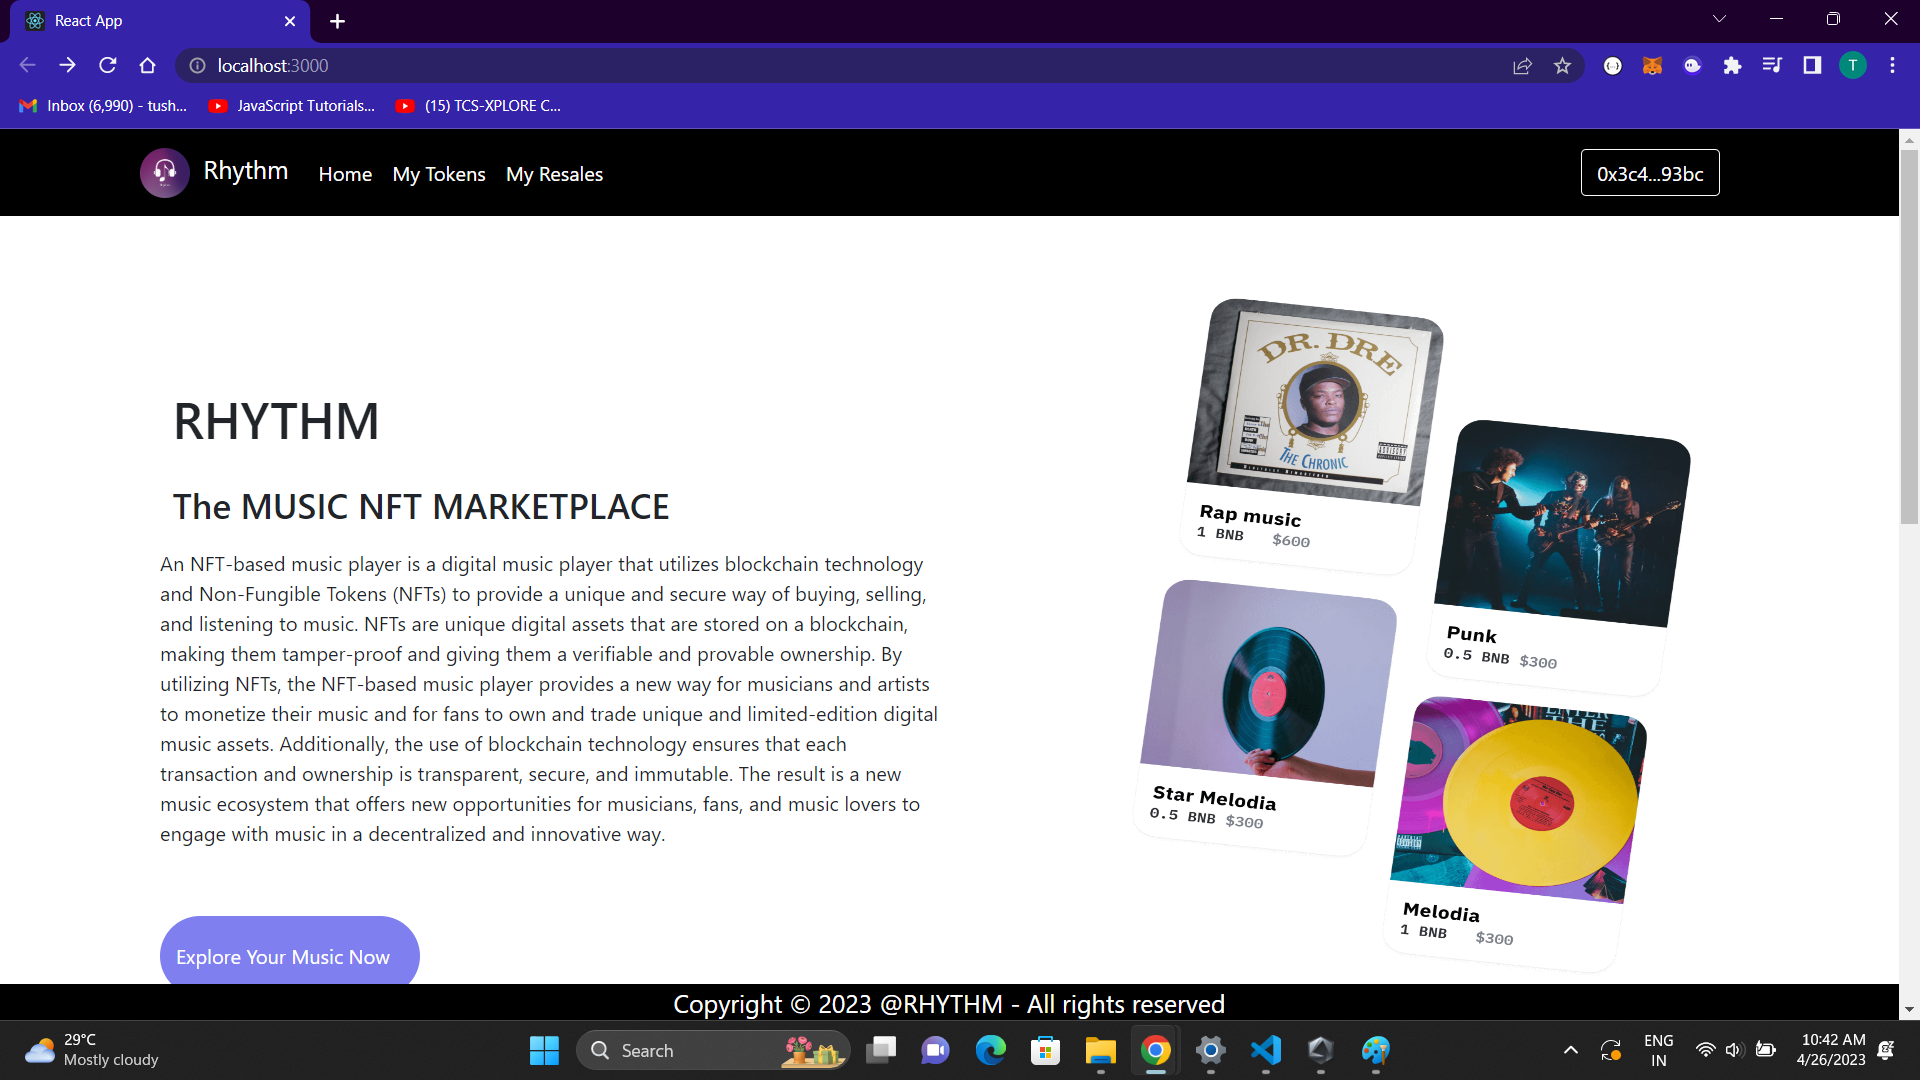 React App
localhost:3000
T
Inbox (6,990) - tush...
JavaScript Tutorials...
(15) TCS-XPLORE C...
Rhythm
Home
My Tokens
My Resales
0x3c4...93bc
RHYTHM
The MUSIC NFT MARKETPLACE
An NFT-based music player is a digital music player that utilizes blockchain technology
and Non-Fungible Tokens (NFTs) to provide a unique and secure way of buying, selling,
and listening to music. NFTs are unique digital assets that are stored on a blockchain,
making them tamper-proof and giving them a verifiable and provable ownership. By
utilizing NFTs, the NFT-based music player provides a new way for musicians and artists
to monetize their music and for fans to own and trade unique and limited-edition digital
music assets. Additionally, the use of blockchain technology ensures that each
transaction and ownership is transparent, secure, and immutable. The result is a new
music ecosystem that offers new opportunities for musicians, fans, and music lovers to
engage with music in a decentralized and innovative way.
Explore Your Music Now
DR. DRE
THE CHRONIC
Rap music
1 BNB $600
Punk
0.5 BNB $300
Star Melodia
0.5 BNB $300
ENTER
THE
Melodia
1 BNB $300
Copyright © 2023 @RHYTHM - All rights reserved
29°C
Mostly cloudy
Search
ENG
IN
10:42 AM
4/26/2023